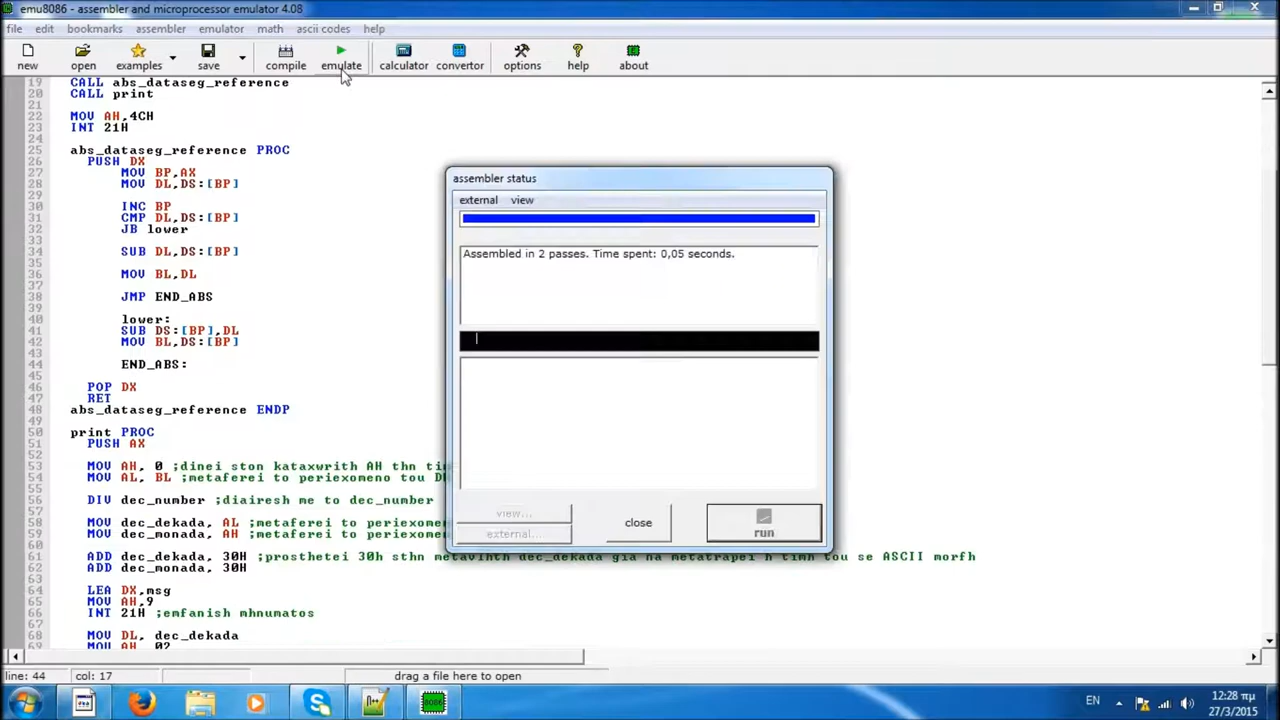 emu8086 - assembler and microprocessor emulator 4.08
file edit bookmarks assembler emulator math ascii codes help
new open examples save compile emulate calculator convertor options help about
19 CALL abs_dataseg_reference
20 CALL print
21
22 MOV AH,4CH
23 INT 21H
24
25 abs_dataseg_reference PROC
26 PUSH DX
27 MOV BP,AX
28 MOV DL,DS:[BP]
29
30 INC BP
31 CMP DL,DS:[BP]
32 JB lower
33
34 SUB DL,DS:[BP]
35
36 MOV BL,DL
37
38 JMP END_ABS
39
40 lower:
41 SUB DS:[BP],DL
42 MOV BL,DS:[BP]
43
44 END_ABS:
45
46 POP DX
47 RET
48 abs_dataseg_reference ENDP
49
50 print PROC
51 PUSH AX
52
53 MOV AH, 0 ;dinei ston kataxwrith AH thn
54 MOV AL, BL ;metaferei to periexomeno tou
55
56 DIV dec_number ;diairesh me to dec_number
57
58 MOV dec_dekada, AL ;metaferei to
59 MOV dec_monada, AH ;metaferei to
60
61 ADD dec_dekada, 30H ;prosthetei 30h sthn metavlhth dec_dekada gia na metatrapei h timh tou se ASCII morfh
62 ADD dec_monada, 30H
63
64 LEA DX,msg
65 MOV AH,9
66 INT 21H ;emfanish mhnumatos
67
68 MOV DL, dec_dekada
69 MOV AH, 02
assembler status
external view
Assembled in 2 passes. Time spent: 0,05 seconds.
view...
external...
close
run
line: 44 col: 17 drag a file here to open
EN
12:28 πμ
27/3/2015